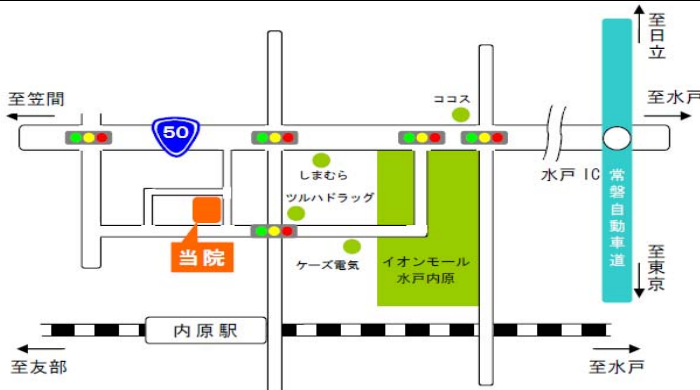 至日立
至笠間
ココス
至水戸
50
しまむら
水戸 IC
常磐自動車道
ツルハドラッグ
当院
ケーズ電気
イオンモール
水戸内原
至東京
内原駅
至友部
至水戸